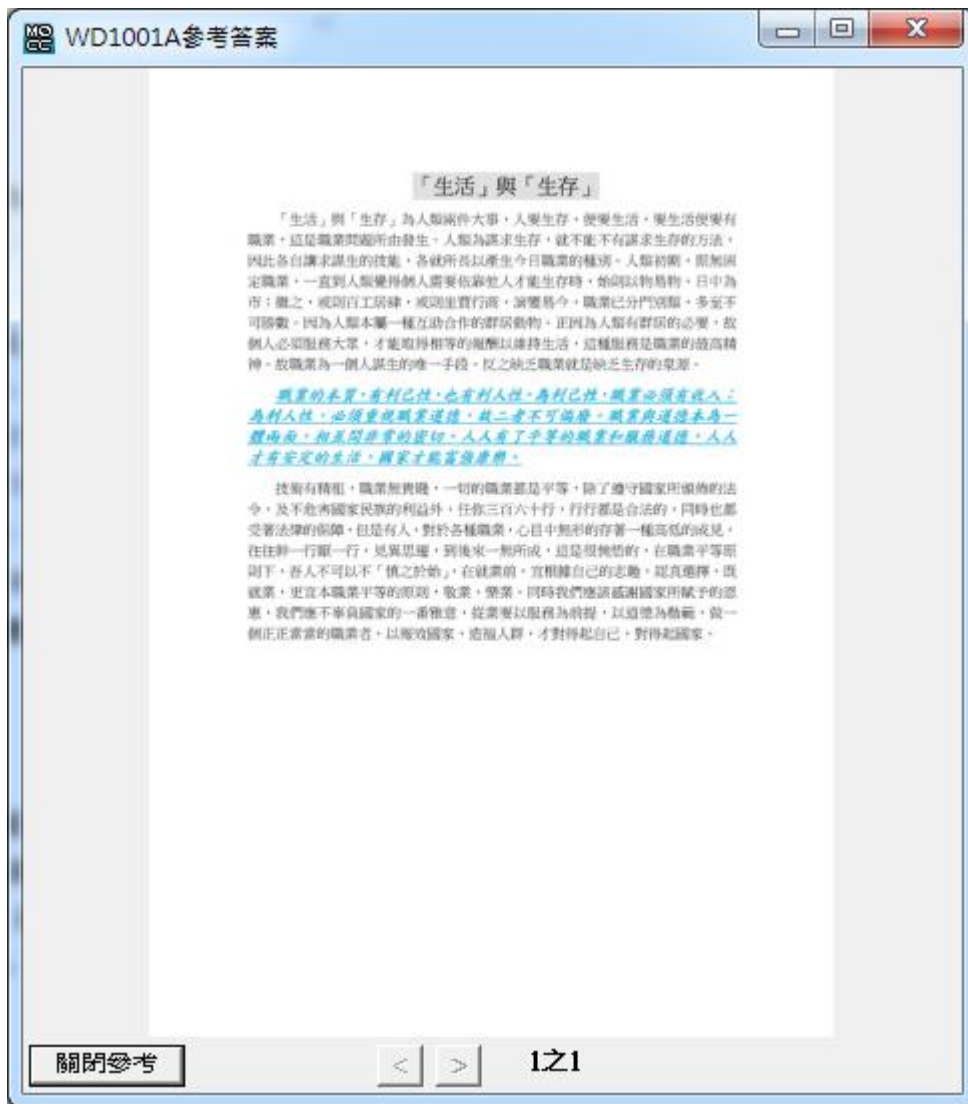 MOCC WD1001A參考答案
「生活」與「生存」
「生活」與「生存」為人類兩件大事,人要生存,便要生活,要生活便要有
職業,這是職業問題所由發生。人類為謀求生存,就不能不有謀求生存的方法,
因此各自講求謀生的技能,各就所長以產生今日職業的種別。人類初期,原無固
定職業,一直到人類覺得個人需要依靠他人才能生存時,始則以物易物,日中為
市;繼之,或則百工居肆,或則坐賈行商,演變易今,職業已分門別類,多至不
可勝數。因為人類本屬一種互助合作的群居動物,正因為人類有群居的必要,故
個人必須服務大眾,才能取得相等的報酬以維持生活,這種服務是職業的最高精
神。故職業為一個人謀生的唯一手段。反之缺乏職業就是缺乏生存的泉源。
職業的本質,有利己性,也有利人性。為利己性,職業必須有收入;
為利人性,必須重視職業道德,故二者不可偏廢。職業與道德本為一
體兩面,相互間非常的密切。人人有了平等的職業和服務道德,人人
才有安定的生活,國家才能富強康樂。
技術有精粗,職業無貴賤,一切的職業都是平等,除了遵守國家所頒佈的法
令,及不危害國家民族的利益外,任你三百六十行,行行都是合法的,同時也都
受著法律的保障,但是有人,對於各種職業,心目中無形的存著一種高低的成見,
往往幹一行厭一行,見異思遷,到後來一無所成,這是很懊悟的,在職業平等原
則下,吾人不可以不「慎之於始」,在就業前,宜根據自己的志趣,認真選擇,既
就業,更宜本職業平等的原則,敬業,樂業。同時我們應該感謝國家所賦予的恩
惠,我們應不辜負國家的一番雅意,從業要以服務為前提,以道德為楷範,做一
個正正當當的職業者,以報效國家,造福人群,才對得起自己,對得起國家。
關閉參考 < > 1之1